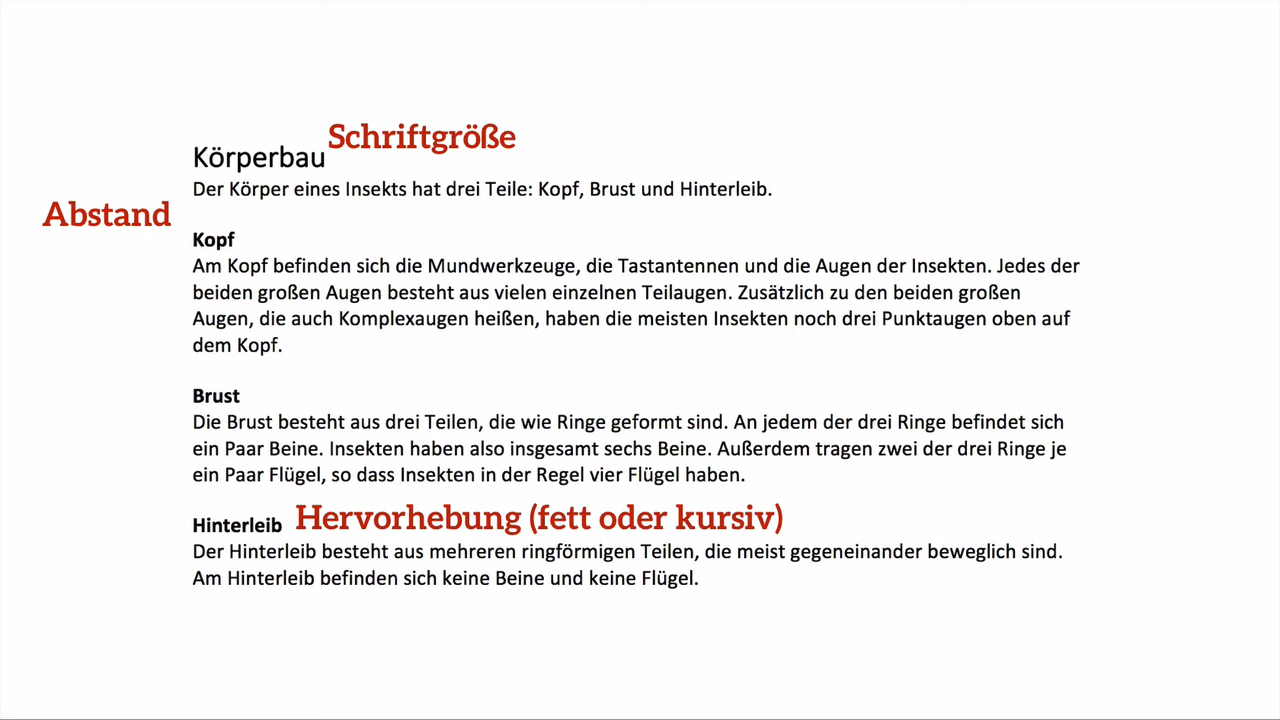 Schriftgröße
Körperbau
Der Körper eines Insekts hat drei Teile: Kopf, Brust und Hinterleib.
Abstand
Kopf
Am Kopf befinden sich die Mundwerkzeuge, die Tastantennen und die Augen der Insekten. Jedes der
beiden großen Augen besteht aus vielen einzelnen Teilaugen. Zusätzlich zu den beiden großen
Augen, die auch Komplexaugen heißen, haben die meisten Insekten noch drei Punktaugen oben auf
dem Kopf.
Brust
Die Brust besteht aus drei Teilen, die wie Ringe geformt sind. An jedem der drei Ringe befindet sich
ein Paar Beine. Insekten haben also insgesamt sechs Beine. Außerdem tragen zwei der drei Ringe je
ein Paar Flügel, so dass Insekten in der Regel vier Flügel haben.
Hinterleib Hervorhebung (fett oder kursiv)
Der Hinterleib besteht aus mehreren ringförmigen Teilen, die meist gegeneinander beweglich sind.
Am Hinterleib befinden sich keine Beine und keine Flügel.